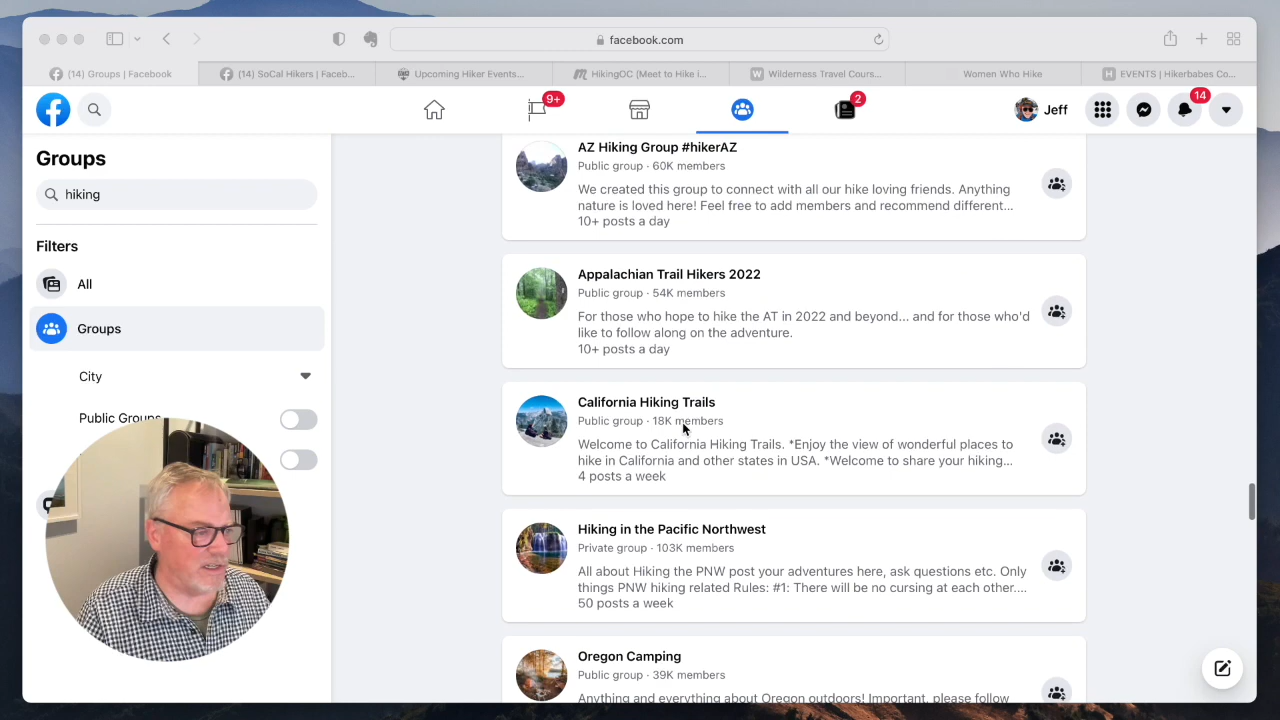 facebook.com
(14) Groups | Facebook
(14) SoCal Hikers | Faceb...
Upcoming Hiker Events...
HikingOC (Meet to Hike i...
Wilderness Travel Cours...
Women Who Hike
EVENTS | Hikerbabes Co...
9+
2
Jeff
14
Groups
hiking
Filters
All
Groups
City
Public Groups
AZ Hiking Group #hikerAZ
Public group · 60K members
We created this group to connect with all our hike loving friends. Anything
nature is loved here! Feel free to add members and recommend different...
10+ posts a day
Appalachian Trail Hikers 2022
Public group · 54K members
For those who hope to hike the AT in 2022 and beyond... and for those who'd
like to follow along on the adventure.
10+ posts a day
California Hiking Trails
Public group · 18K members
Welcome to California Hiking Trails. *Enjoy the view of wonderful places to
hike in California and other states in USA. *Welcome to share your hiking...
4 posts a week
Hiking in the Pacific Northwest
Private group · 103K members
All about Hiking the PNW post your adventures here, ask questions etc. Only
things PNW hiking related Rules: #1: There will be no cursing at each other....
50 posts a week
Oregon Camping
Public group · 39K members
Anything and everything about Oregon outdoors! Important, please follow